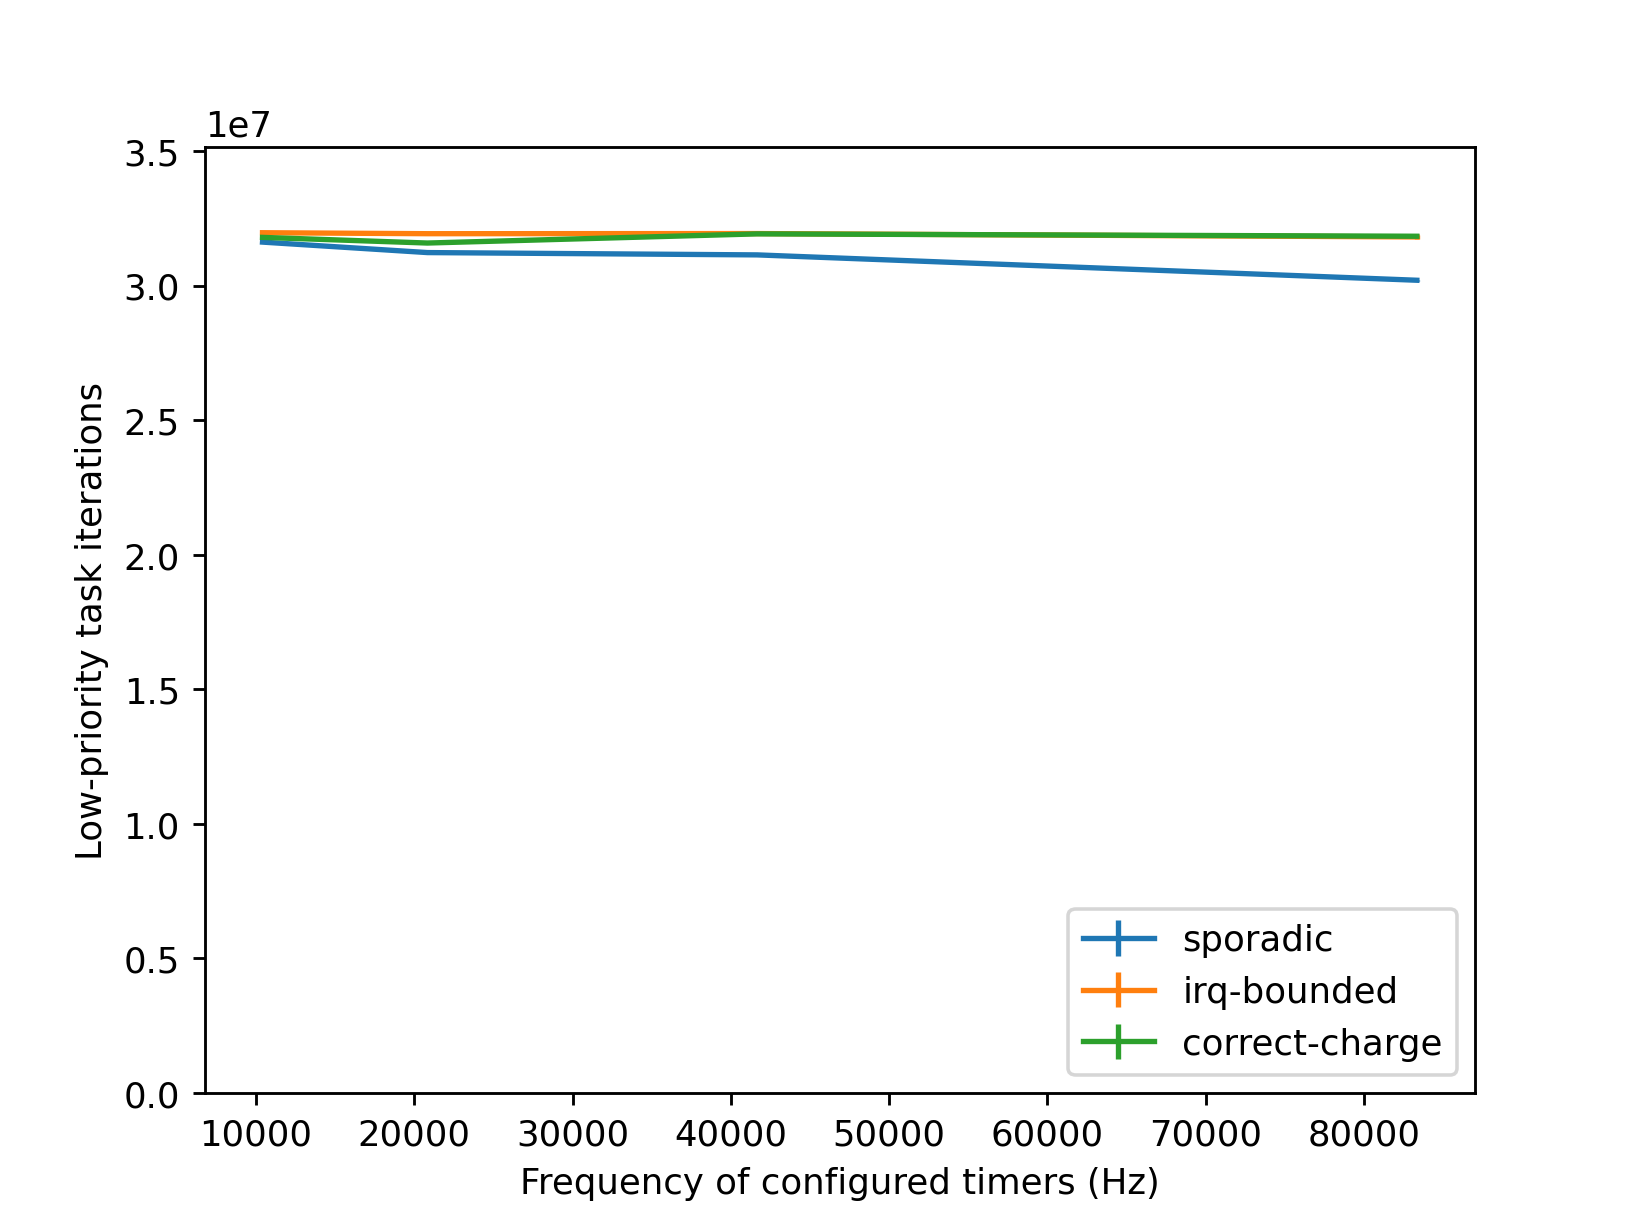 1e7
3.5
3.0
2.5
2.0
1.5
1.0
0.5
0.0
Low-priority task iterations
sporadic
irq-bounded
correct-charge
10000 20000 30000 40000 50000 60000 70000 80000
Frequency of configured timers (Hz)